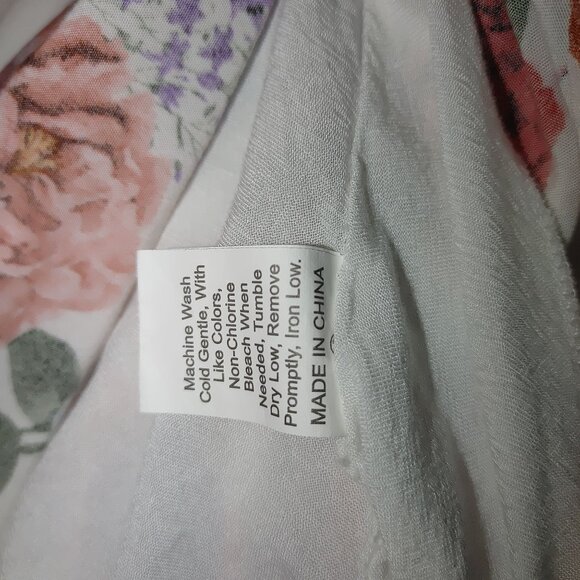 Machine Wash
Cold Gentle, With
Like Colors,
Non-Chlorine
Bleach When
Needed, Tumble
Dry Low, Remove
Promptly, Iron Low.
MADE IN CHINA